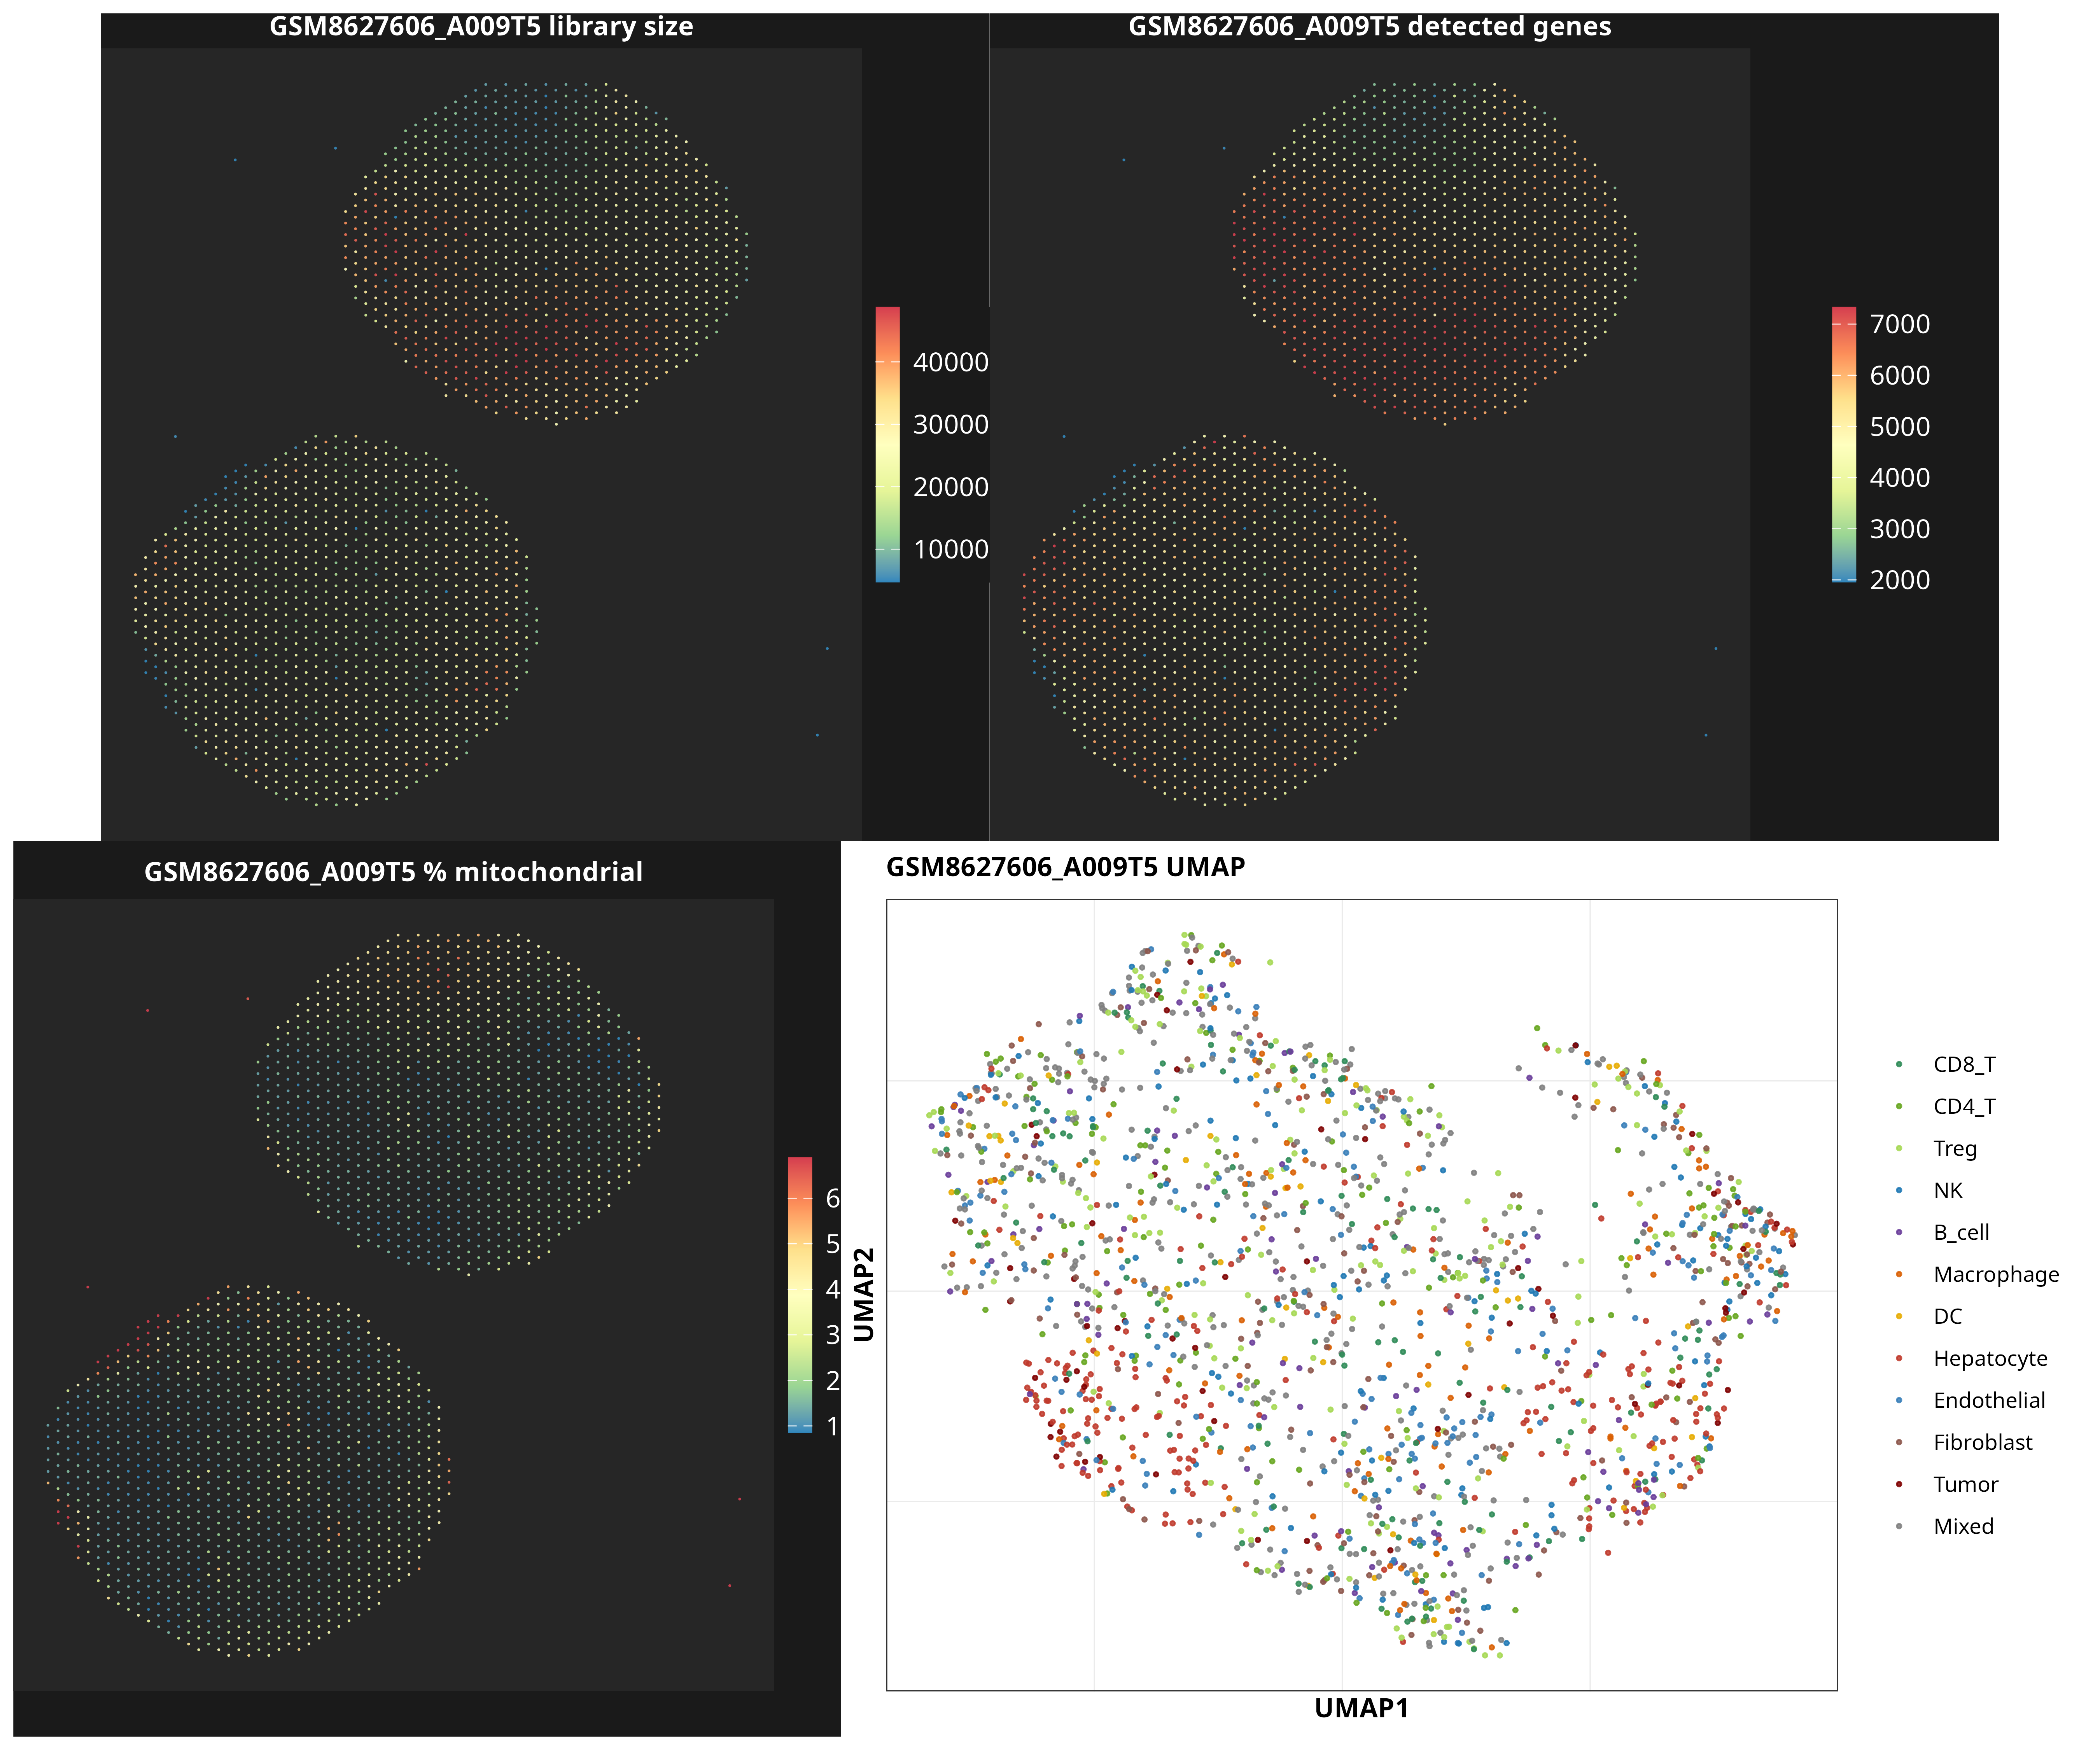 GSM8627606_A009T5 library size
40000
30000
20000
10000
GSM8627606_A009T5 detected genes
7000
6000
5000
4000
3000
2000
GSM8627606_A009T5 % mitochondrial
6
5
4
3
2
1
GSM8627606_A009T5 UMAP
UMAP2
UMAP1
CD8_T
CD4_T
Treg
NK
B_cell
Macrophage
DC
Hepatocyte
Endothelial
Fibroblast
Tumor
Mixed